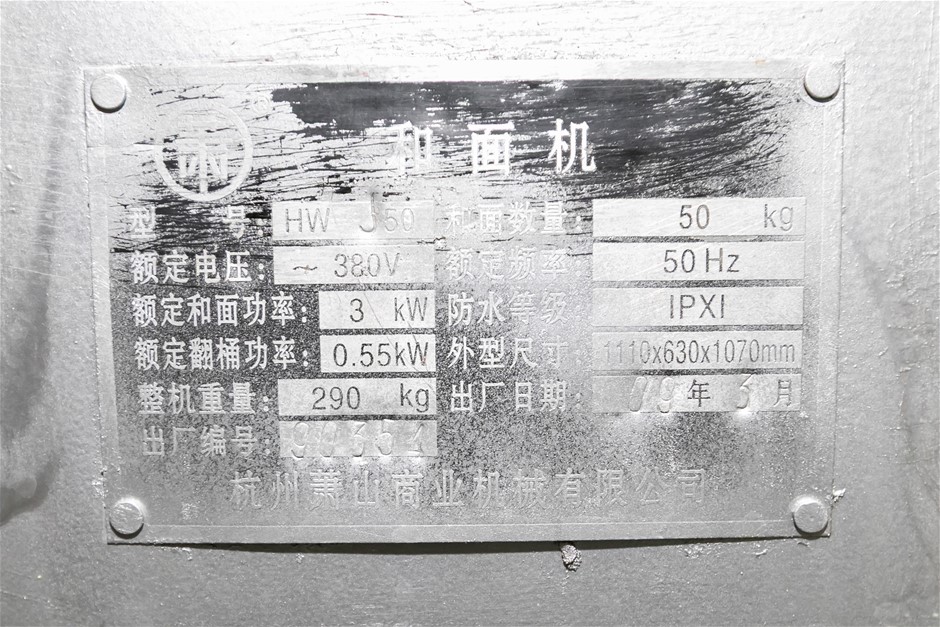 和面机
型 号: HW J50 和面数量: 50 kg
额定电压: ~ 380V 额定频率: 50 Hz
额定和面功率: 3 kW 防水等级 IPXI
额定翻桶功率: 0.55kW 外型尺寸: 1110x630x1070mm
整机重量: 290 kg 出厂日期: 09 年 3 月
出厂编号:
杭州萧山商业机械有限公司